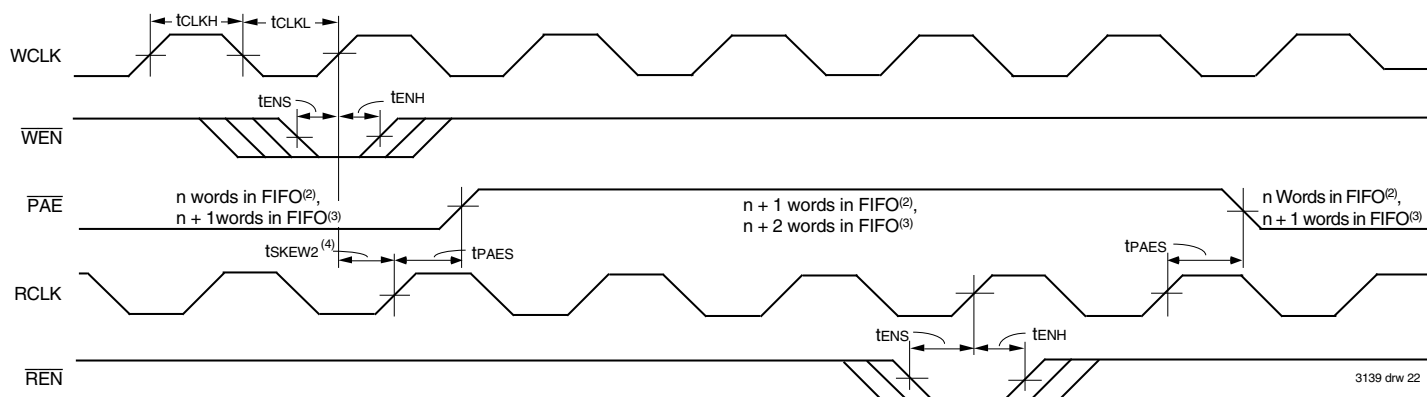 tCLKH
tCLKL
WCLK
tENS
tENH
WEN
PAE
n words in FIFO(2),
n + 1words in FIFO(3)
n + 1 words in FIFO(2),
n + 2 words in FIFO(3)
n Words in FIFO(2),
n + 1 words in FIFO(3)
tSKEW2 (4)
tPAES
tPAES
RCLK
tENS
tENH
REN
3139 drw 22